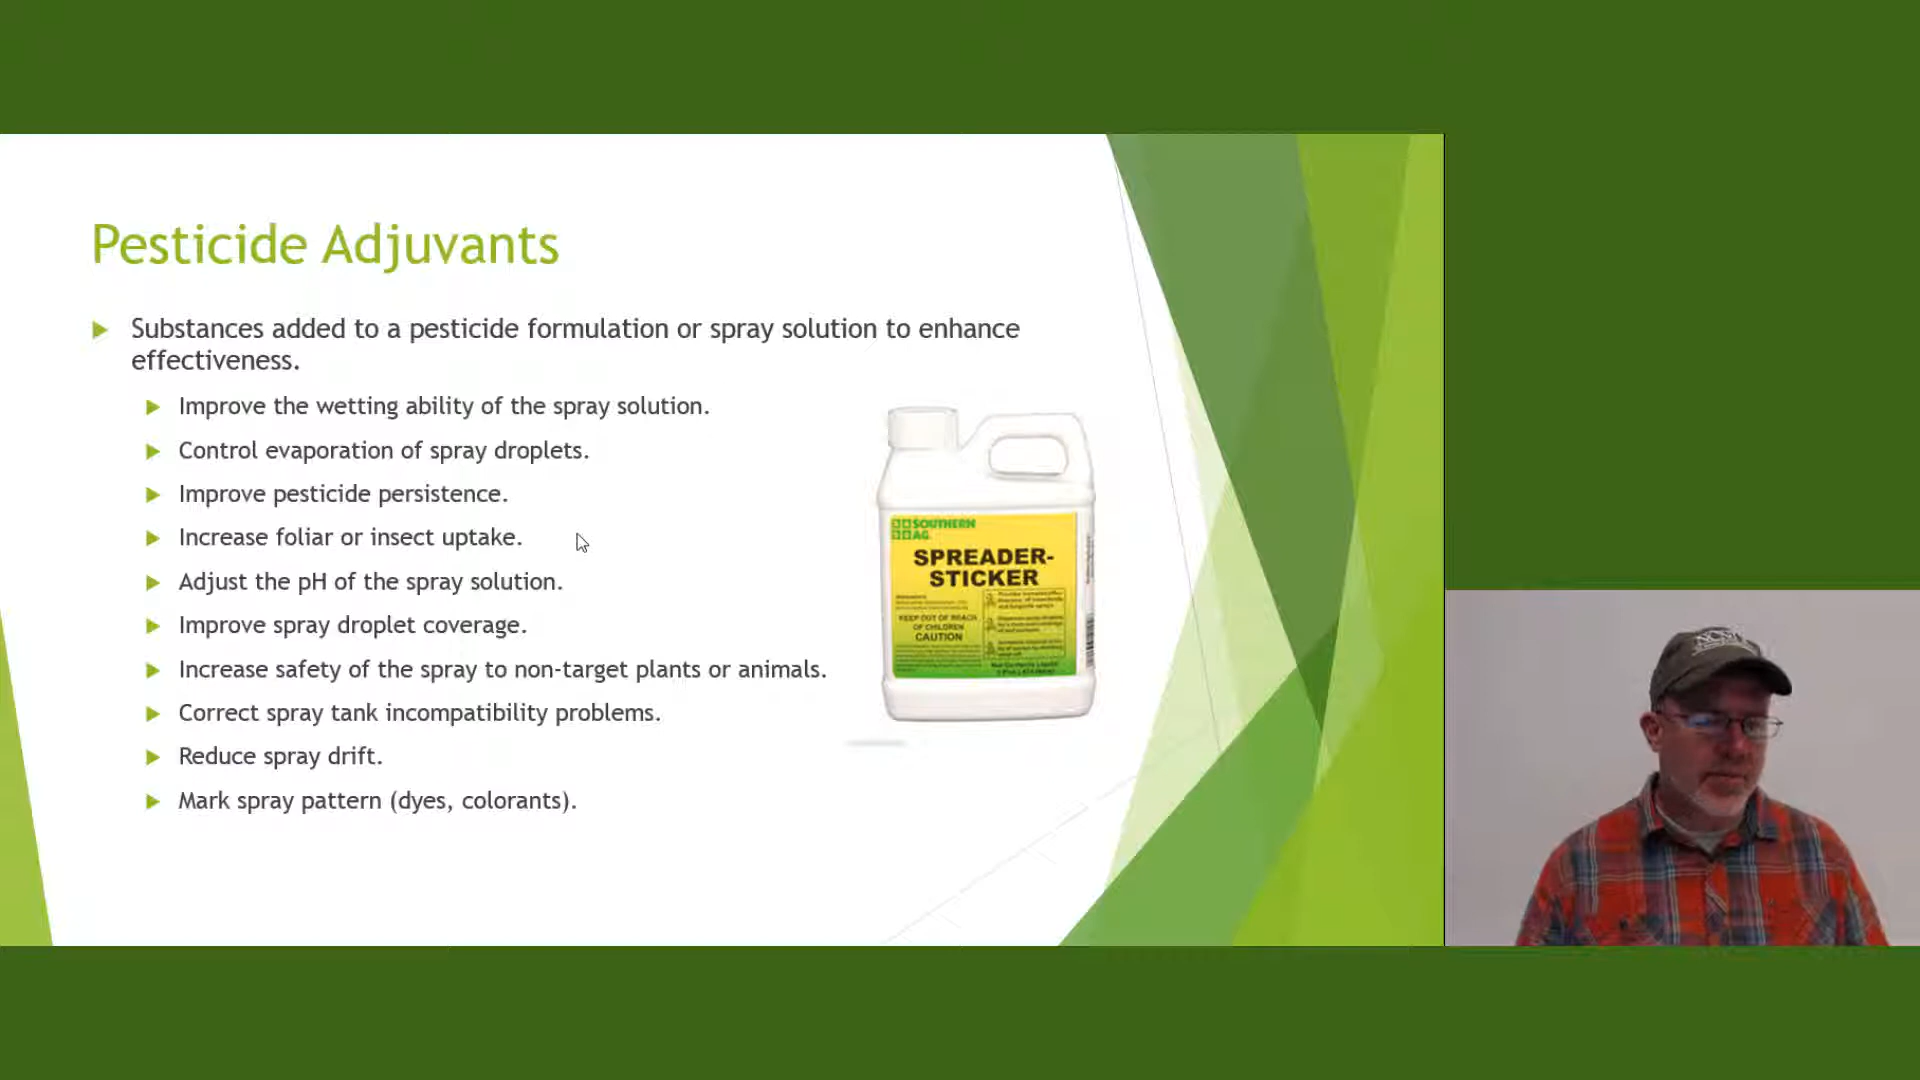 Pesticide Adjuvants
Substances added to a pesticide formulation or spray solution to enhance
effectiveness.
Improve the wetting ability of the spray solution.
Control evaporation of spray droplets.
Improve pesticide persistence.
Increase foliar or insect uptake.
Adjust the pH of the spray solution.
Improve spray droplet coverage.
Increase safety of the spray to non-target plants or animals.
Correct spray tank incompatibility problems.
Reduce spray drift.
Mark spray pattern (dyes, colorants).
SOUTHERN
AG
SPREADER-
STICKER
KEEP OUT OF REACH
OF CHILDREN
CAUTION